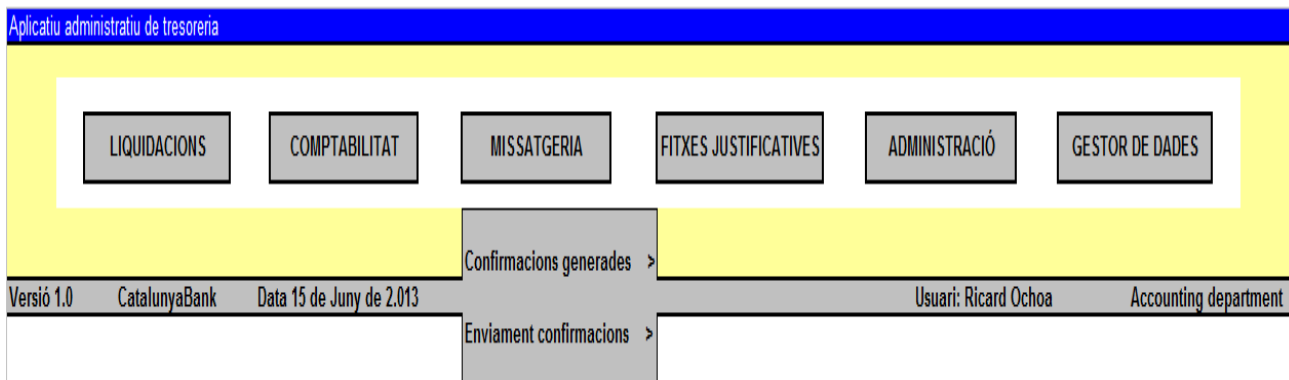 Aplicatiu administratiu de tresoreria
LIQUIDACIONS COMPTABILITAT MISSATGERIA FITXES JUSTIFICATIVES ADMINISTRACIÓ GESTOR DE DADES
Confirmacions generades >
Versió 1.0 CatalunyaBank Data 15 de Juny de 2.013 Usuari: Ricard Ochoa Accounting department
Enviament confirmacions >